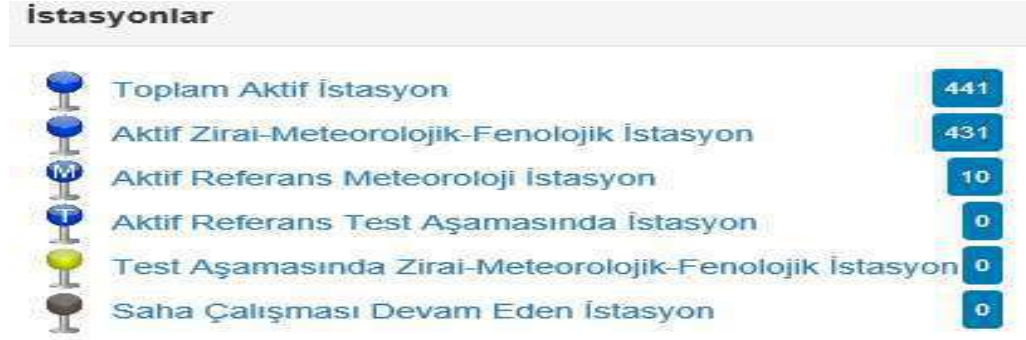 İstasyonlar
Toplam Aktif İstasyon 441
Aktif Zirai-Meteorolojik-Fenolojik İstasyon 431
M Aktif Referans Meteoroloji İstasyon 10
T Aktif Referans Test Aşamasında İstasyon 0
Test Aşamasında Zirai-Meteorolojik-Fenolojik İstasyon 0
Saha Çalışması Devam Eden İstasyon 0